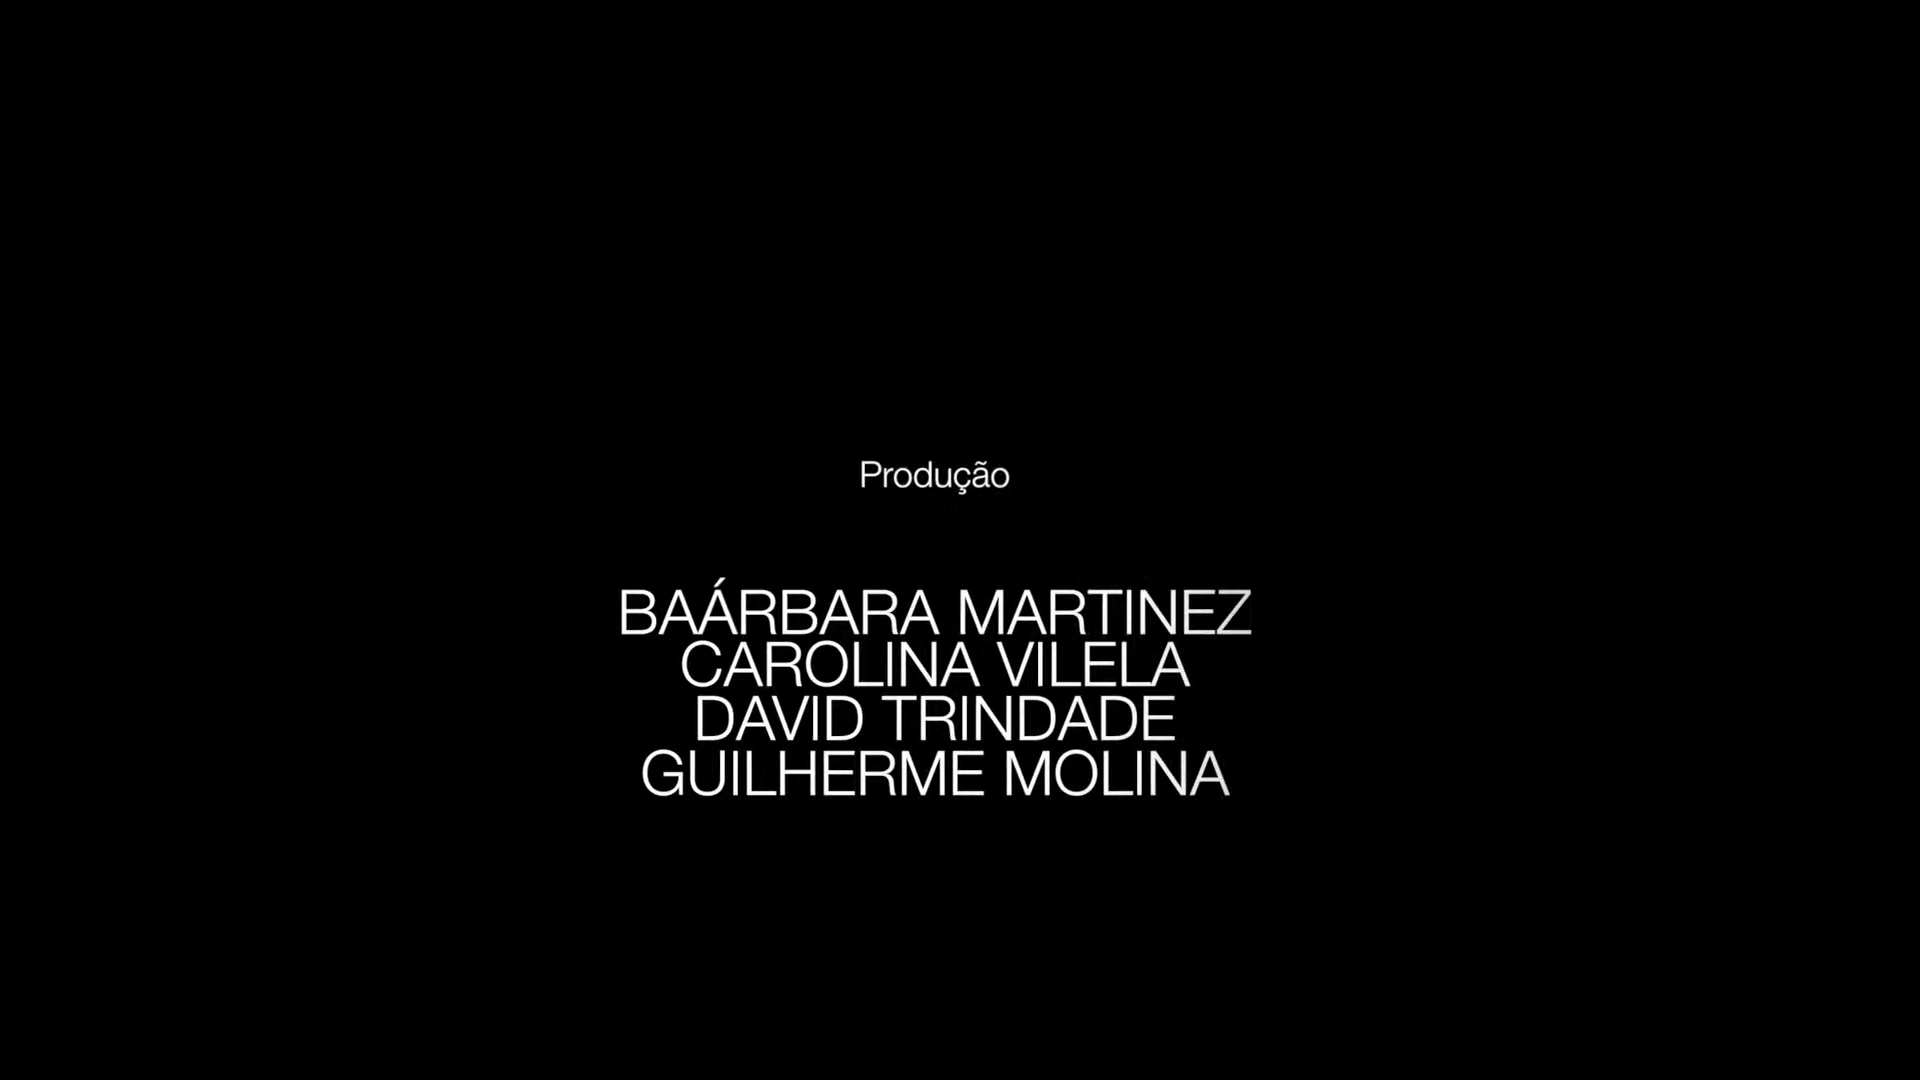 Produção
BAÁRBARA MARTINEZ
CAROLINA VILELA
DAVID TRINDADE
GUILHERME MOLINA